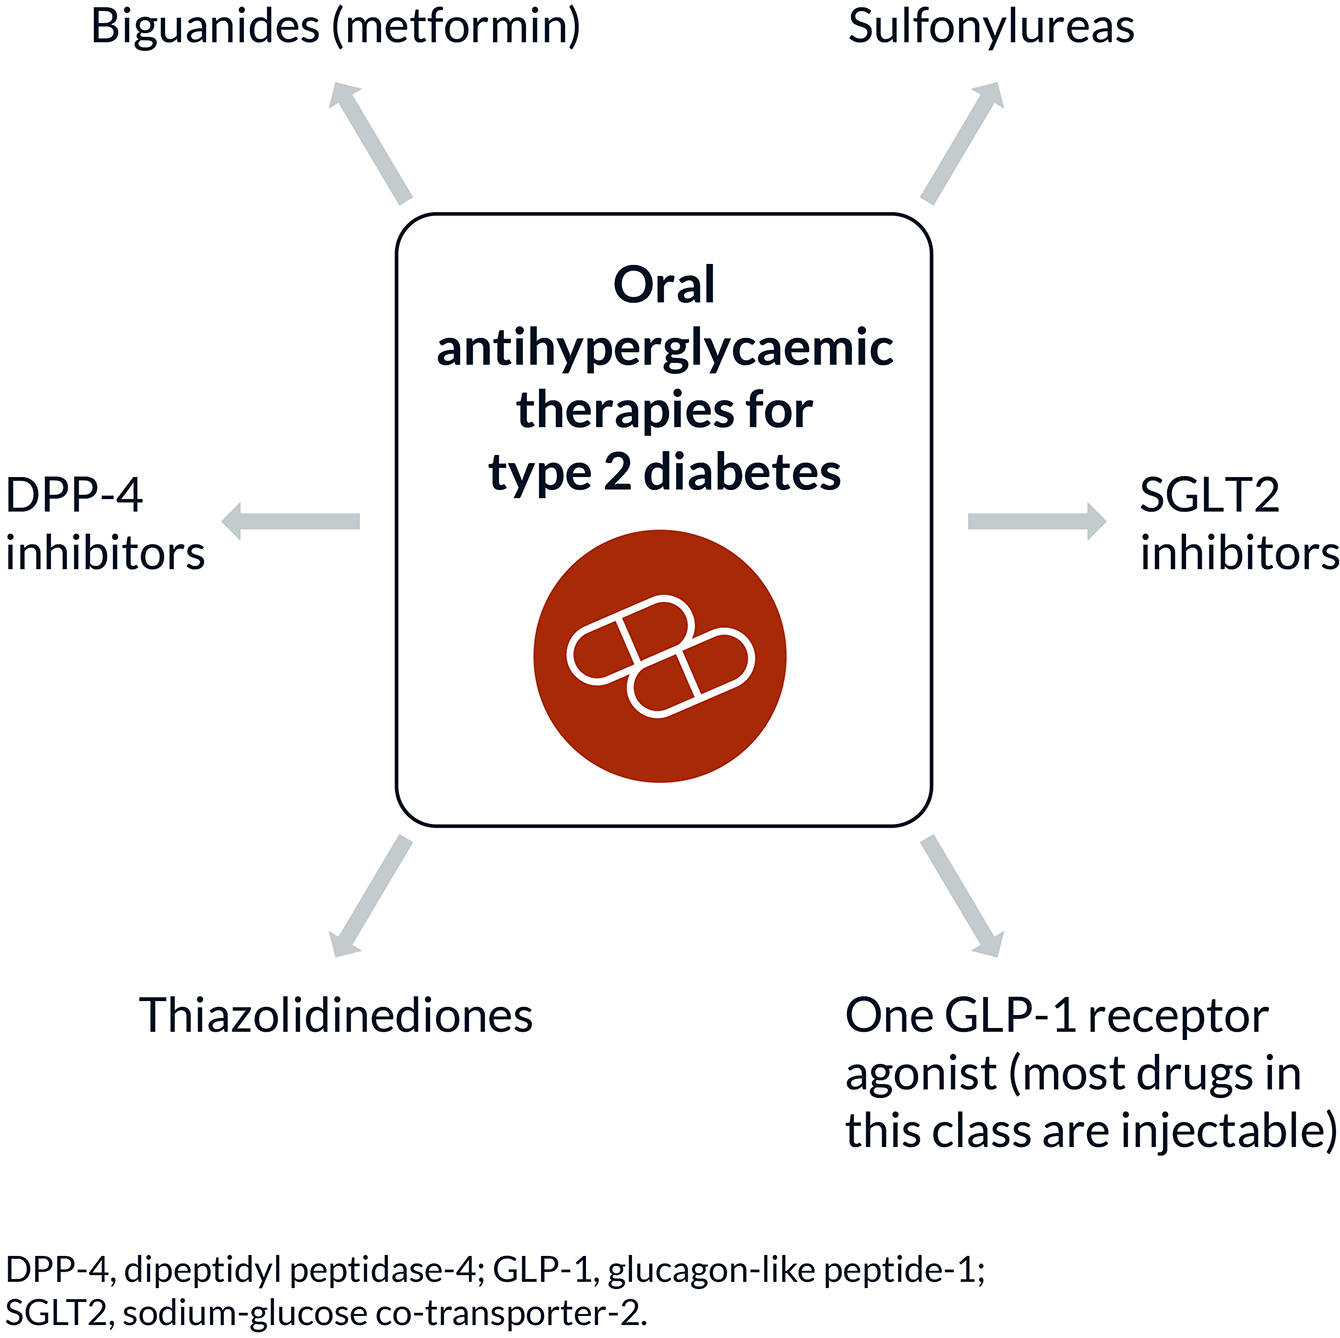 Biguanides (metformin)
Sulfonylureas
Oral
antihyperglycaemic
therapies for
type 2 diabetes
DPP-4
inhibitors
SGLT2
inhibitors
Thiazolidinediones
One GLP-1 receptor
agonist (most drugs in
this class are injectable)
DPP-4, dipeptidyl peptidase-4; GLP-1, glucagon-like peptide-1;
SGLT2, sodium-glucose co-transporter-2.